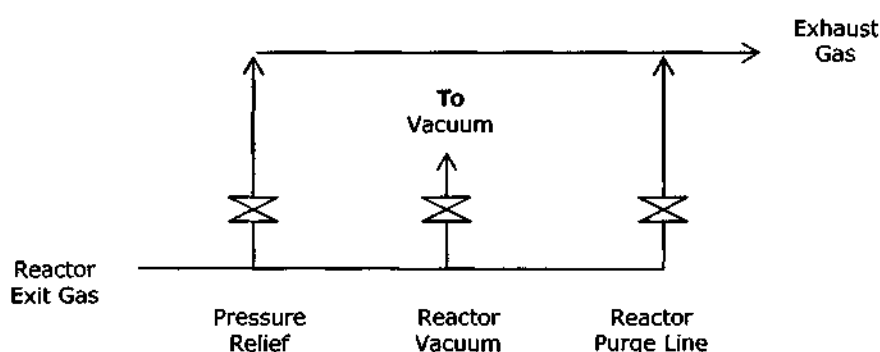 Exhaust
Gas
To
Vacuum
Reactor
Exit Gas
Pressure
Relief
Reactor
Vacuum
Reactor
Purge Line